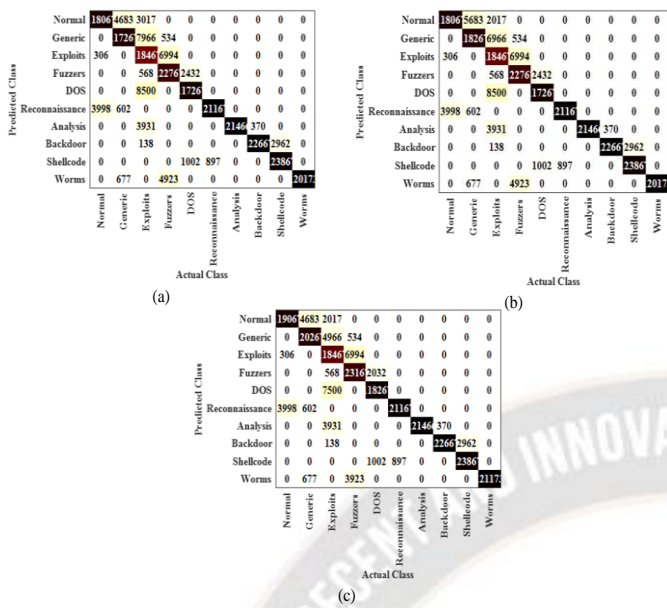 Normal 1806 4683 3017 0 0 0 0 0 0 0
Generic 0 1726 7966 534 0 0 0 0 0 0
Exploits 306 0 1846 6994 0 0 0 0 0 0
Fuzzers 0 0 568 2276 2432 0 0 0 0 0
DOS 0 0 8500 0 1726 0 0 0 0 0
Reconnaissance 3998 602 0 0 0 2116 0 0 0 0
Analysis 0 0 3931 0 0 0 2146 370 0 0
Backdoor 0 0 138 0 0 0 0 2266 2962 0
Shellcode 0 0 0 0 1002 897 0 0 2386 0
Worms 0 677 0 4923 0 0 0 0 0 2017
Predicted Class
Normal Generic Exploits Fuzzers DOS Reconnaissance Analysis Backdoor Shellcode Worms
Actual Class
(a)
Normal 1806 5683 2017 0 0 0 0 0 0 0
Generic 0 1826 6966 534 0 0 0 0 0 0
Exploits 306 0 1846 6994 0 0 0 0 0 0
Fuzzers 0 0 568 2276 2432 0 0 0 0 0
DOS 0 0 8500 0 1726 0 0 0 0 0
Reconnaissance 3998 602 0 0 0 2116 0 0 0 0
Analysis 0 0 3931 0 0 0 2146 370 0 0
Backdoor 0 0 138 0 0 0 0 2266 2962 0
Shellcode 0 0 0 0 1002 897 0 0 2386 0
Worms 0 677 0 4923 0 0 0 0 0 2017
Predicted Class
Normal Generic Exploits Fuzzers DOS Reconnaissance Analysis Backdoor Shellcode Worms
Actual Class
(b)
Normal 1906 4683 2017 0 0 0 0 0 0 0
Generic 0 2026 4966 534 0 0 0 0 0 0
Exploits 306 0 1846 6994 0 0 0 0 0 0
Fuzzers 0 0 568 2316 2032 0 0 0 0 0
DOS 0 0 7500 0 1826 0 0 0 0 0
Reconnaissance 3998 602 0 0 0 2116 0 0 0 0
Analysis 0 0 3931 0 0 0 2146 370 0 0
Backdoor 0 0 138 0 0 0 0 2266 2962 0
Shellcode 0 0 0 0 1002 897 0 0 2386 0
Worms 0 677 0 3923 0 0 0 0 0 2117
Predicted Class
Normal Generic Exploits Fuzzers DOS Reconnaissance Analysis Backdoor Shellcode Worms
Actual Class
(c)
RECENT AND INNOVA